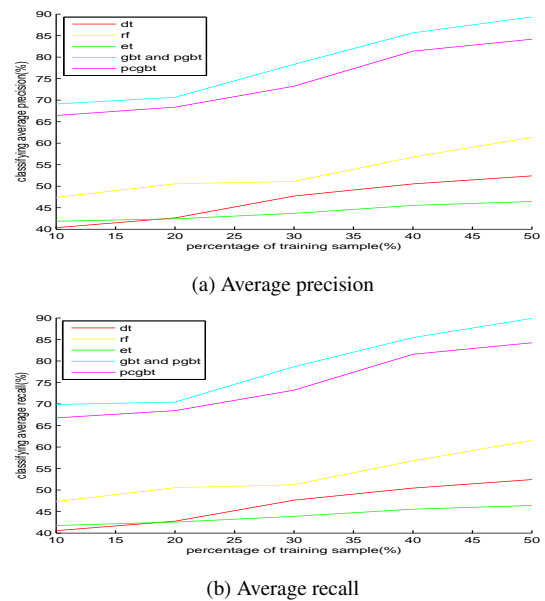 90
85
80
75
70
65
60
55
50
45
40
classifying average precision(%)
dt
rf
et
gbt and pgbt
pcgbt
10 15 20 25 30 35 40 45 50
percentage of training sample(%)
(a) Average precision
90
85
80
75
70
65
60
55
50
45
40
classifying average recall(%)
dt
rf
et
gbt and pgbt
pcgbt
10 15 20 25 30 35 40 45 50
percentage of training sample(%)
(b) Average recall